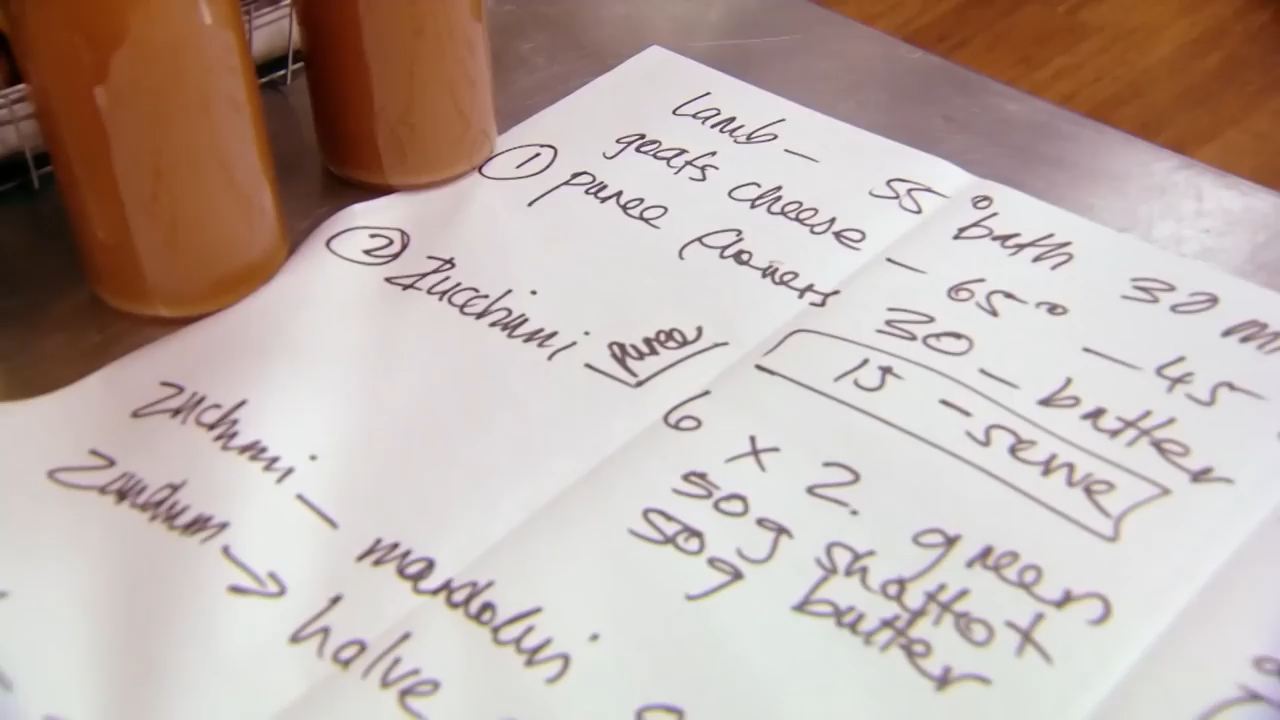 Lamb -
goats cheese
55° bath 30 m
① puree flowers
- 65° - 45
② Zucchini puree
30 - batter
15 - serve
6 x 2. green
50g shallot
50g butter
zuchini - mandolin
→ halve